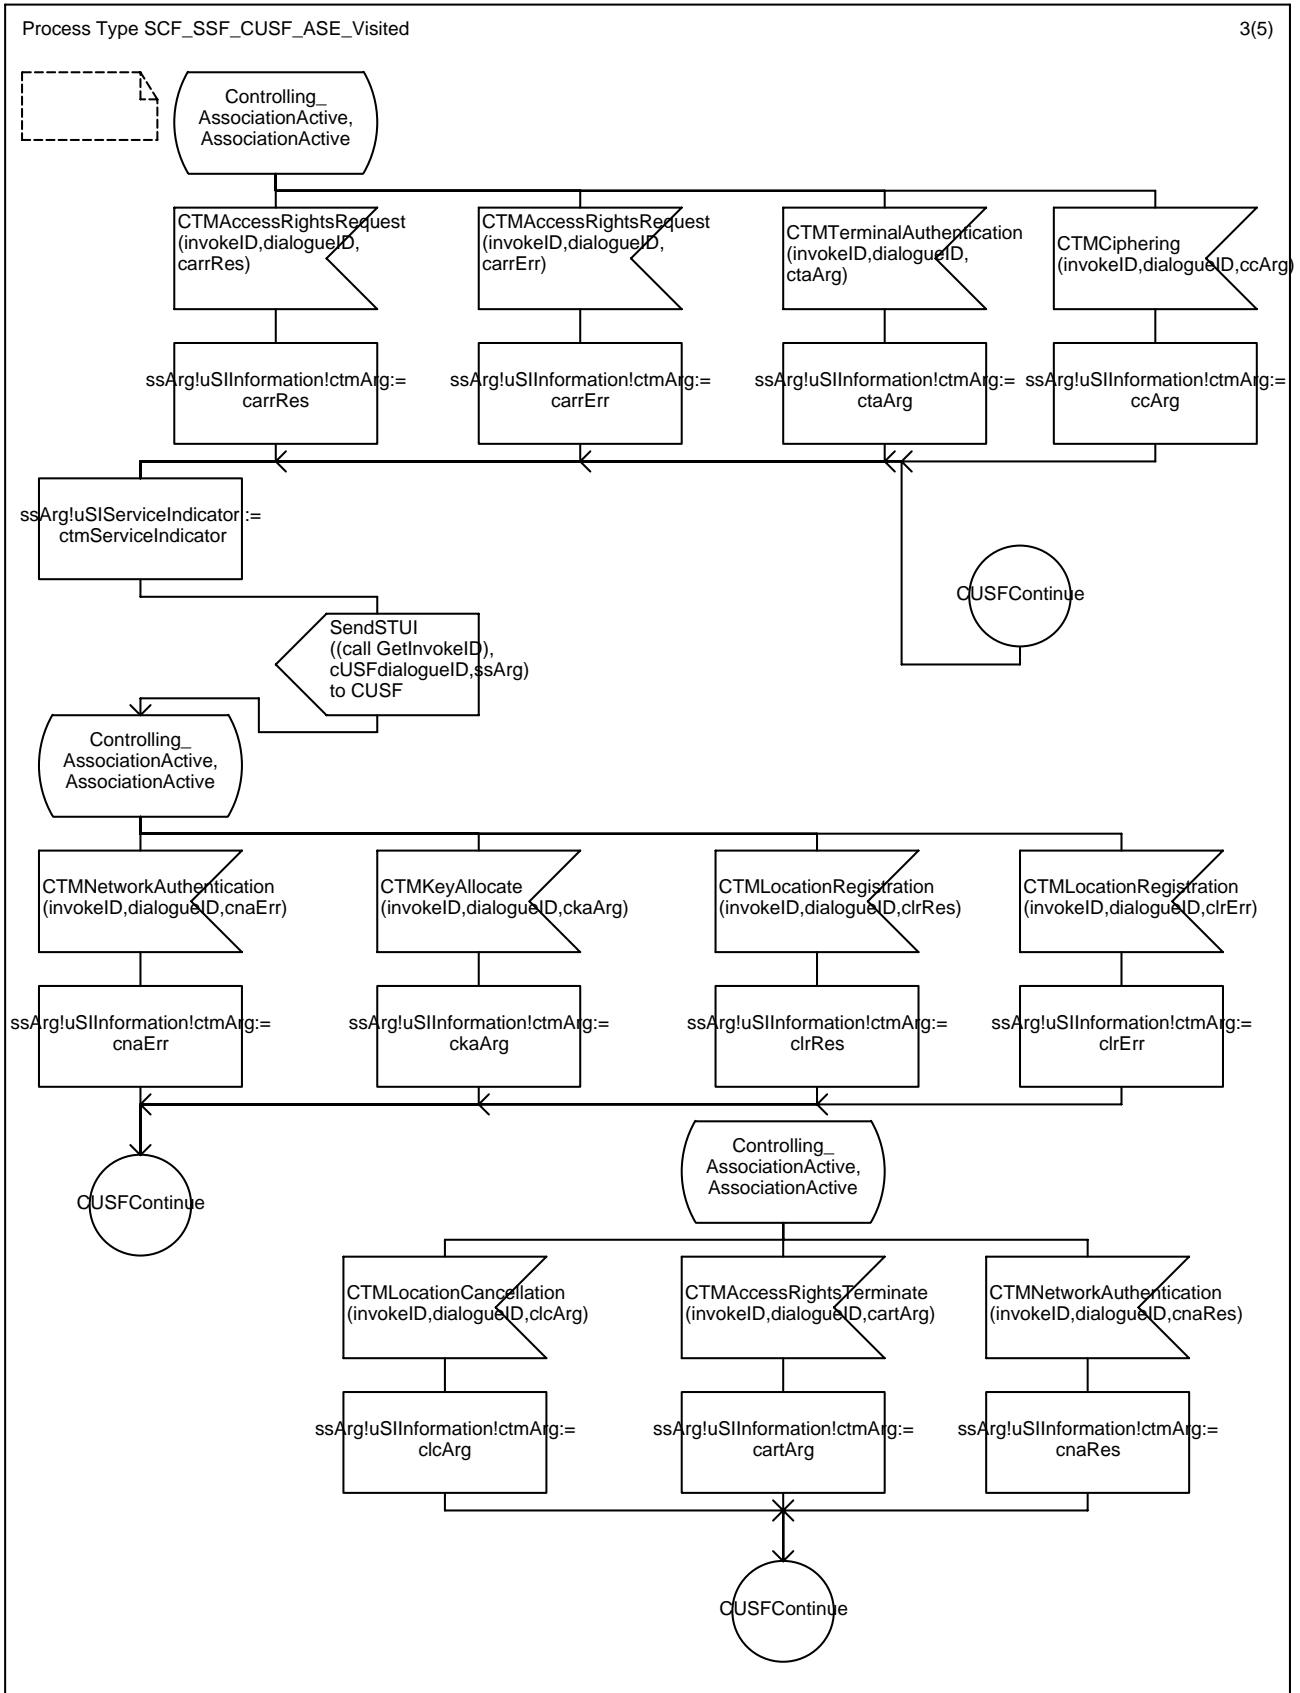 Process Type SCF_SSF_CUSF_ASE_Visited
3(5)
Controlling_
AssociationActive,
AssociationActive
CTMAccessRightsRequest
(invokeID,dialogueID,
carrRes)
CTMAccessRightsRequest
(invokeID,dialogueID,
carrErr)
CTMTerminalAuthentication
(invokeID,dialogueID,
ctaArg)
CTMCiphering
(invokeID,dialogueID,ccArg)
ssArg!uSIInformation!ctmArg:=
carrRes
ssArg!uSIInformation!ctmArg:=
carrErr
ssArg!uSIInformation!ctmArg:=
ctaArg
ssArg!uSIInformation!ctmArg:=
ccArg
ssArg!uSIServiceIndicator:=
ctmServiceIndicator
CUSFContinue
SendSTUI
((call GetInvokeID),
cUSFdialogueID,ssArg)
to CUSF
Controlling_
AssociationActive,
AssociationActive
CTMNetworkAuthentication
(invokeID,dialogueID,cnaErr)
CTMKeyAllocate
(invokeID,dialogueID,ckaArg)
CTMLocationRegistration
(invokeID,dialogueID,clrRes)
CTMLocationRegistration
(invokeID,dialogueID,clrErr)
ssArg!uSIInformation!ctmArg:=
cnaErr
ssArg!uSIInformation!ctmArg:=
ckaArg
ssArg!uSIInformation!ctmArg:=
clrRes
ssArg!uSIInformation!ctmArg:=
clrErr
CUSFContinue
Controlling_
AssociationActive,
AssociationActive
CTMLocationCancellation
(invokeID,dialogueID,clcArg)
CTMAccessRightsTerminate
(invokeID,dialogueID,cartArg)
CTMNetworkAuthentication
(invokeID,dialogueID,cnaRes)
ssArg!uSIInformation!ctmArg:=
clcArg
ssArg!uSIInformation!ctmArg:=
cartArg
ssArg!uSIInformation!ctmArg:=
cnaRes
CUSFContinue